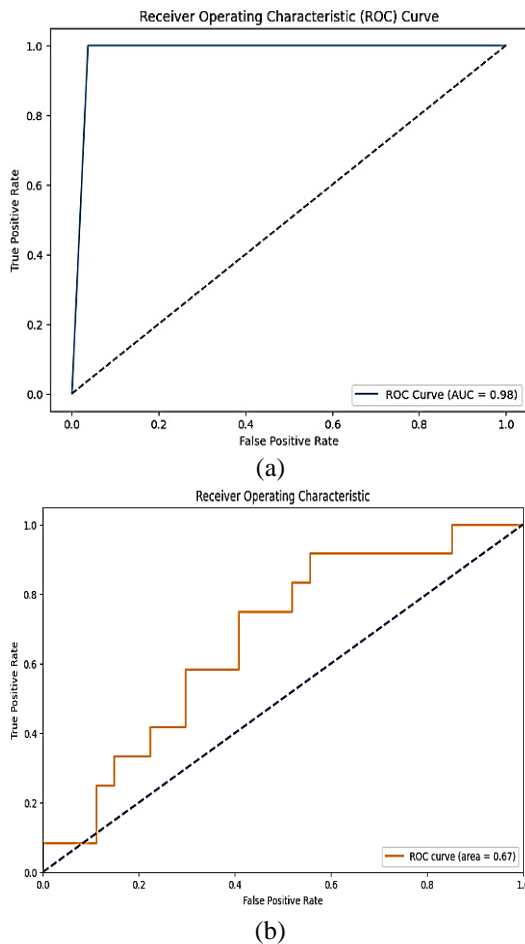 Receiver Operating Characteristic (ROC) Curve
1.0
0.8
0.6
0.4
0.2
0.0
True Positive Rate
ROC Curve (AUC = 0.98)
0.0 0.2 0.4 0.6 0.8 1.0
False Positive Rate
(a)
Receiver Operating Characteristic
1.0
0.8
0.6
0.4
0.2
0.0
True Positive Rate
ROC curve (area = 0.67)
0.0 0.2 0.4 0.6 0.8 1.0
False Positive Rate
(b)